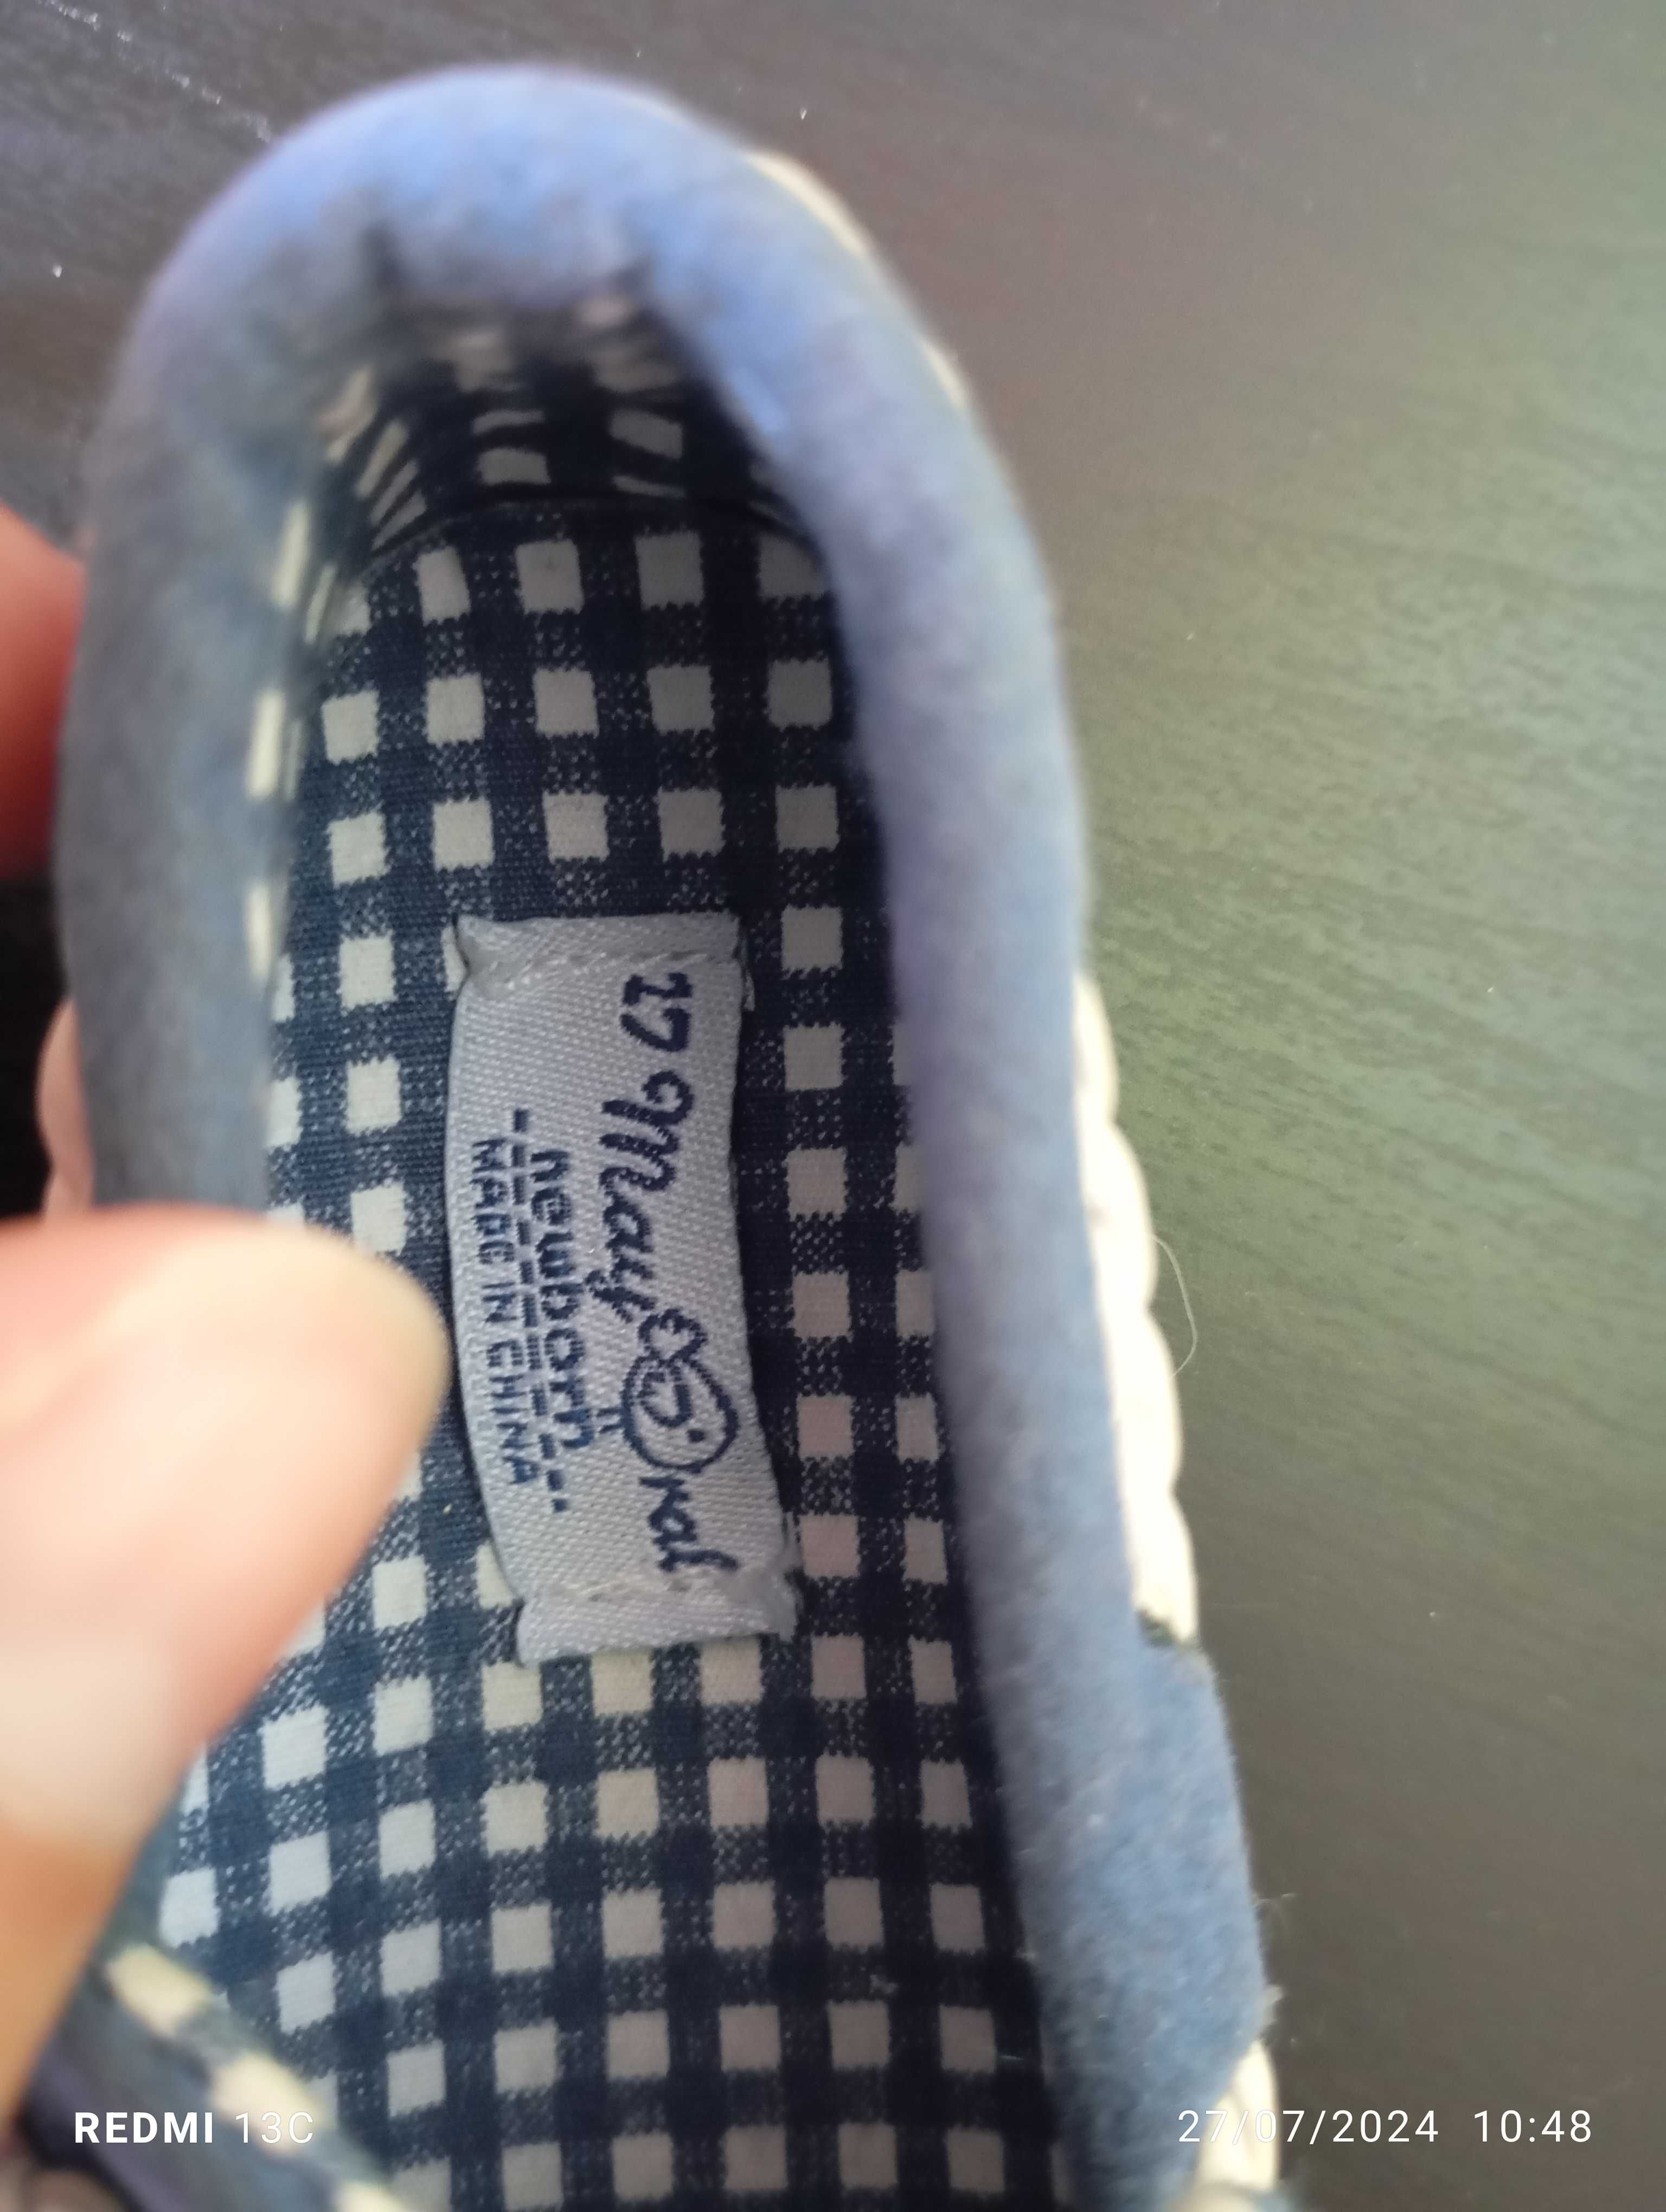 17 Mayoral
newborn
MADE IN CHINA
REDMI 13C
27/07/2024 10:48